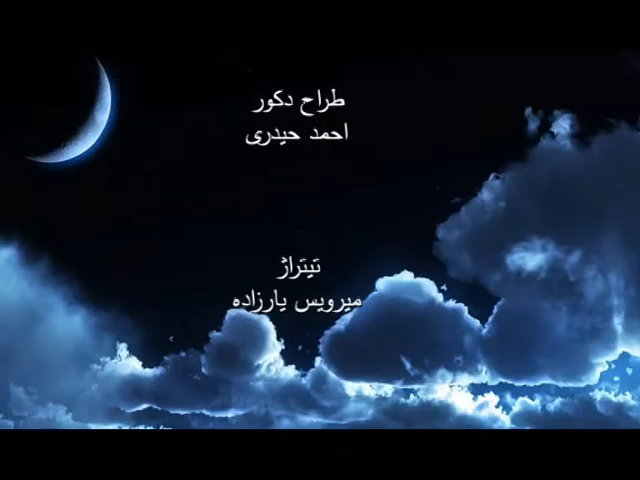 طراح دکور
احمد حیدری
تیتراژ
میرویس یارزاده